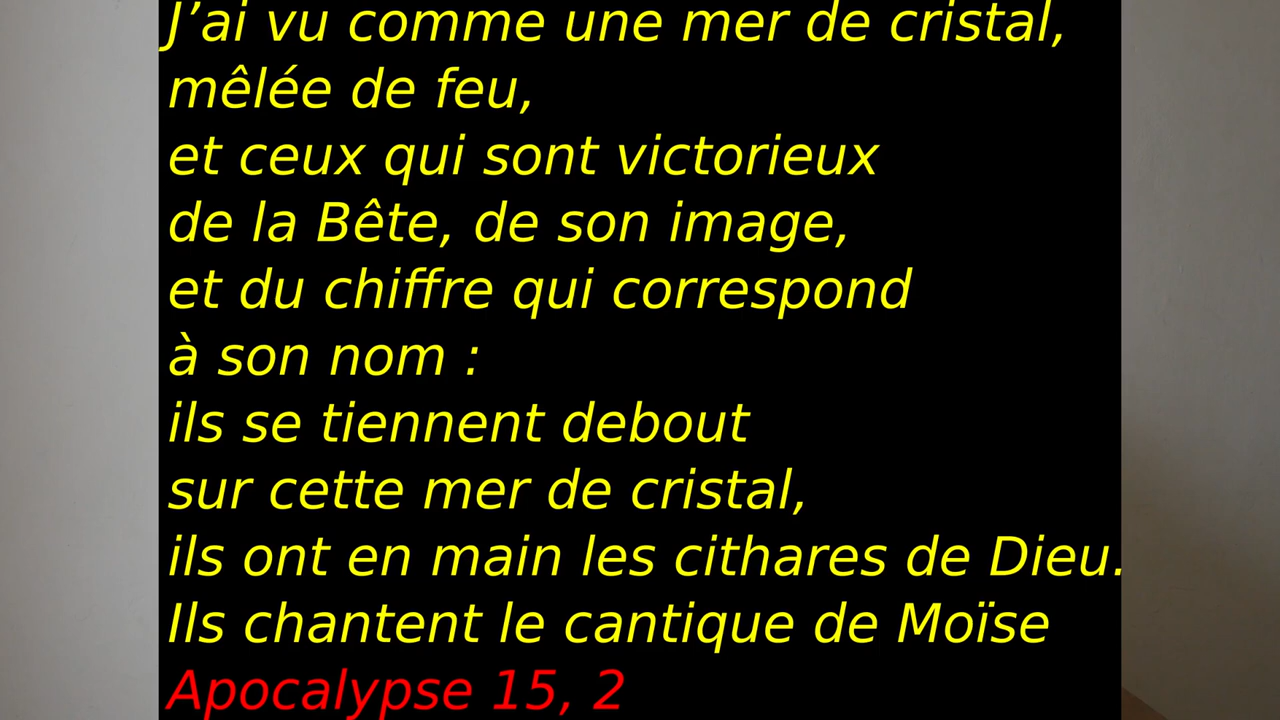 J’ai vu comme une mer de cristal,
mêlée de feu,
et ceux qui sont victorieux
de la Bête, de son image,
et du chiffre qui correspond
à son nom :
ils se tiennent debout
sur cette mer de cristal,
ils ont en main les cithares de Dieu.
Ils chantent le cantique de Moïse
Apocalypse 15, 2